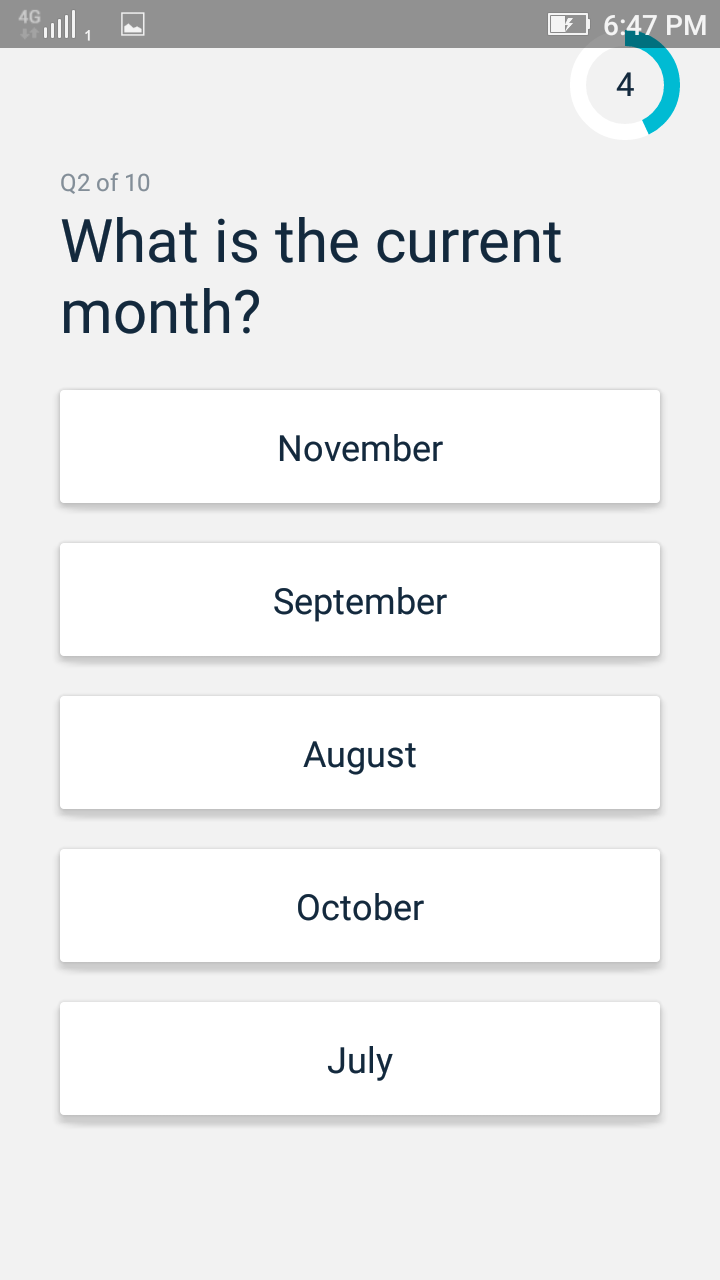 4G 1 6:47 PM
4
Q2 of 10
What is the current
month?
November
September
August
October
July